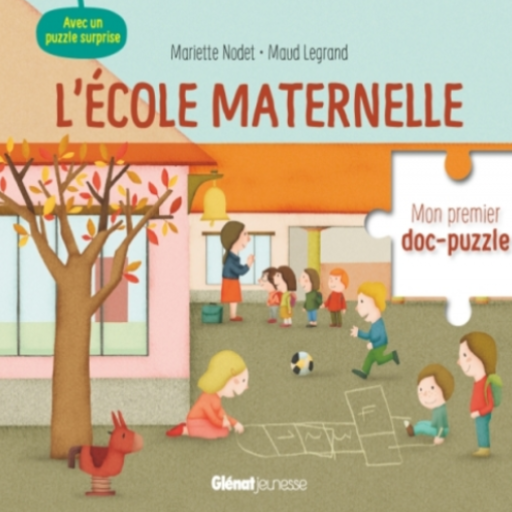 Avec un
puzzle surprise
Mariette Nodet • Maud Legrand
L'ÉCOLE MATERNELLE
Mon premier
doc-puzzle
Glénat jeunesse